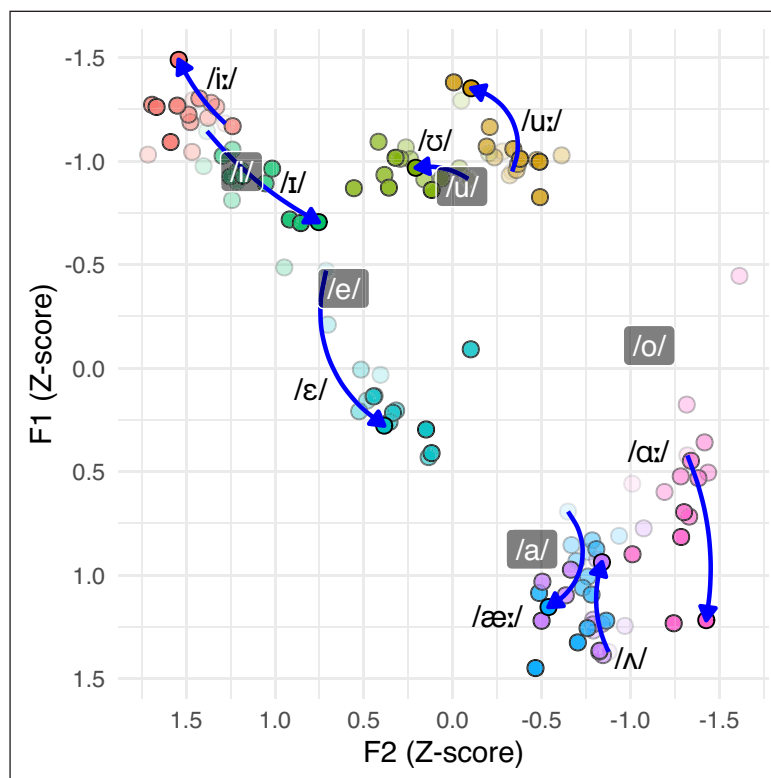 -1.5
/iː/
/uː/
/ʊ/
-1.0
/i/
/ɪ/
/u/
-0.5
/e/
0.0
/o/
/ɛ/
0.5
/ɑː/
/a/
1.0
/æː/
/ʌ/
1.5
1.5 1.0 0.5 0.0 -0.5 -1.0 -1.5
F2 (Z-score)
F1 (Z-score)